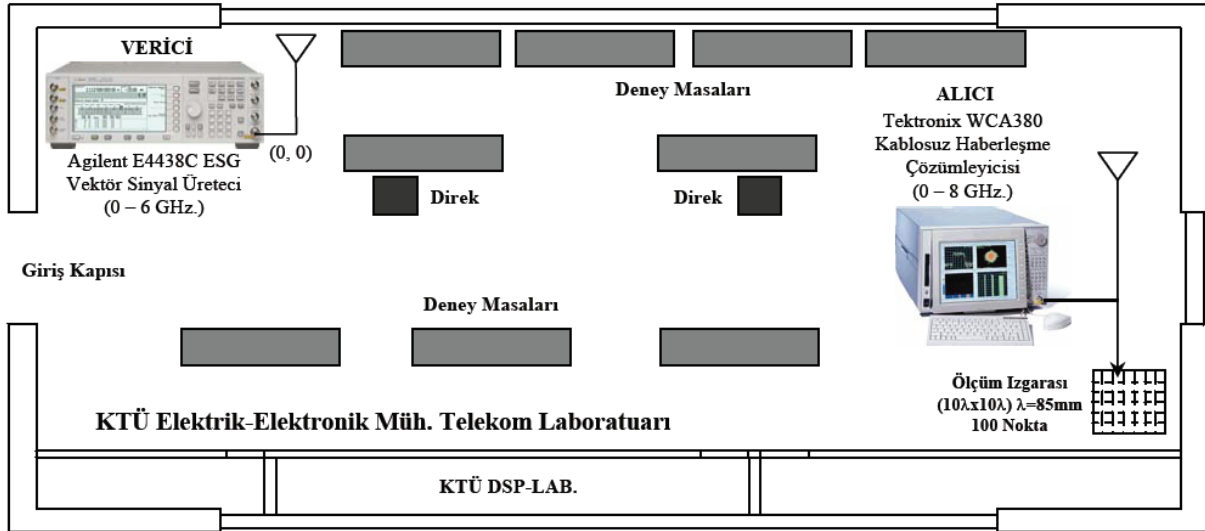 VERİCİ
Agilent E4438C ESG
Vektör Sinyal Üreteci
(0 – 6 GHz.)
(0, 0)
Deney Masaları
ALICI
Tektronix WCA380
Kablosuz Haberleşme
Çözümleyicisi
(0 – 8 GHz.)
Direk
Direk
Giriş Kapısı
Deney Masaları
Ölçüm Izgarası
(10λx10λ) λ=85mm
100 Nokta
KTÜ Elektrik-Elektronik Müh. Telekom Laboratuarı
KTÜ DSP-LAB.